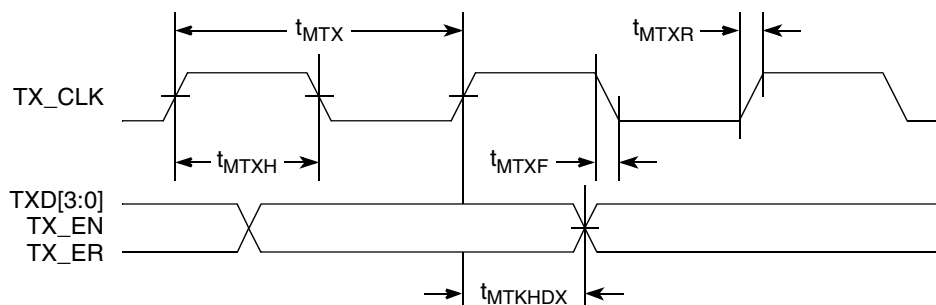 tMTX
tMTXR
TX_CLK
tMTXH
tMTXF
TXD[3:0]
TX_EN
TX_ER
tMTKHDX